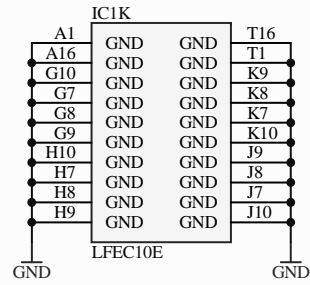 IC1K
A1 GND GND T16
A16 GND GND T1
G10 GND GND K9
G7 GND GND K8
G8 GND GND K7
G9 GND GND K10
H10 GND GND J9
H7 GND GND J8
H8 GND GND J7
H9 GND GND J10
LFEC10E
GND GND